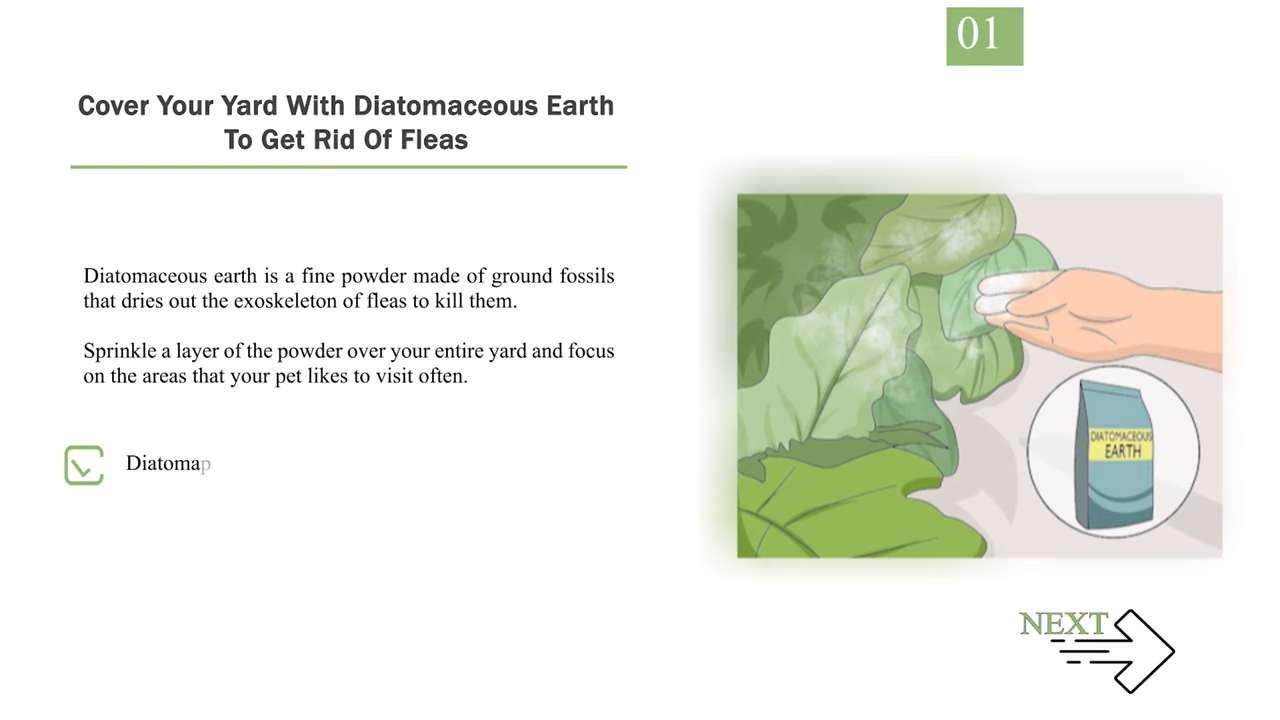 01
Cover Your Yard With Diatomaceous Earth
To Get Rid Of Fleas
Diatomaceous earth is a fine powder made of ground fossils
that dries out the exoskeleton of fleas to kill them.
Sprinkle a layer of the powder over your entire yard and focus
on the areas that your pet likes to visit often.
Diatomap
DIATOMACEOUS
EARTH
NEXT